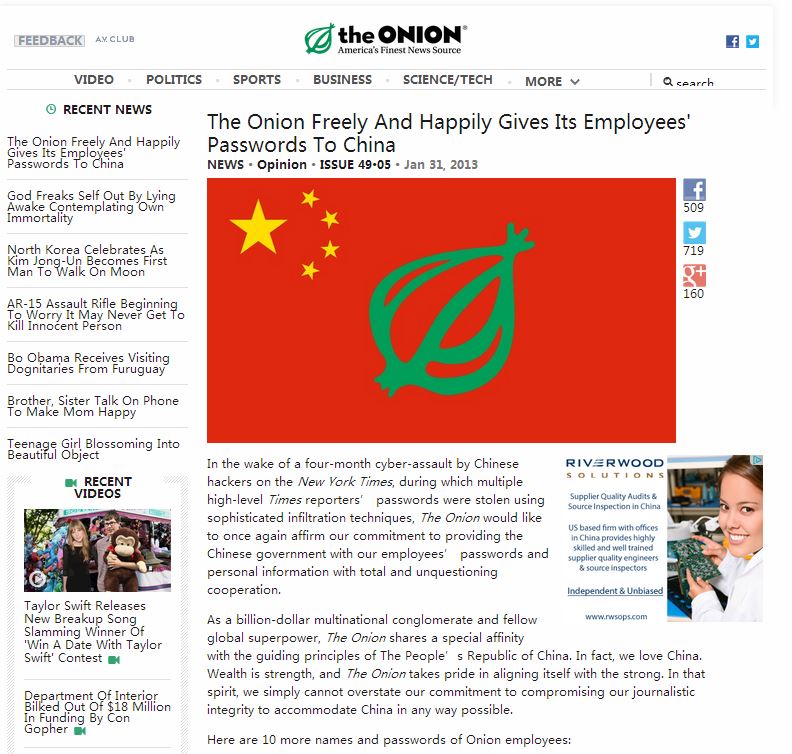 FEEDBACK A.V. CLUB
the ONION®
America's Finest News Source
VIDEO • POLITICS • SPORTS • BUSINESS • SCIENCE/TECH • MORE search
RECENT NEWS
The Onion Freely And Happily
Gives Its Employees'
Passwords To China
God Freaks Self Out By Lying
Awake Contemplating Own
Immortality
North Korea Celebrates As
Kim Jong-Un Becomes First
Man To Walk On Moon
AR-15 Assault Rifle Beginning
To Worry It May Never Get To
Kill Innocent Person
Bo Obama Receives Visiting
Dognitaries From Furuguay
Brother, Sister Talk On Phone
To Make Mom Happy
Teenage Girl Blossoming Into
Beautiful Object
RECENT
VIDEOS
Taylor Swift Releases
New Breakup Song
Slamming Winner Of
'Win A Date With Taylor
Swift' Contest
Department Of Interior
Bilked Out Of $18 Million
In Funding By Con
Gopher
The Onion Freely And Happily Gives Its Employees'
Passwords To China
NEWS • Opinion • ISSUE 49•05 • Jan 31, 2013
509
719
160
In the wake of a four-month cyber-assault by Chinese
hackers on the New York Times, during which multiple
high-level Times reporters' passwords were stolen using
sophisticated infiltration techniques, The Onion would like
to once again affirm our commitment to providing the
Chinese government with our employees' passwords and
personal information with total and unquestioning
cooperation.
RIVERWOOD
SOLUTIONS
Supplier Quality Audits &
Source Inspection in China
US based firm with offices
in China provides highly
skilled and well trained
supplier quality engineers
& source inspectors
Independent & Unbiased
www.rwsops.com
As a billion-dollar multinational conglomerate and fellow
global superpower, The Onion shares a special affinity
with the guiding principles of The People's Republic of China. In fact, we love China.
Wealth is strength, and The Onion takes pride in aligning itself with the strong. In that
spirit, we simply cannot overstate our commitment to compromising our journalistic
integrity to accommodate China in any way possible.
Here are 10 more names and passwords of Onion employees: